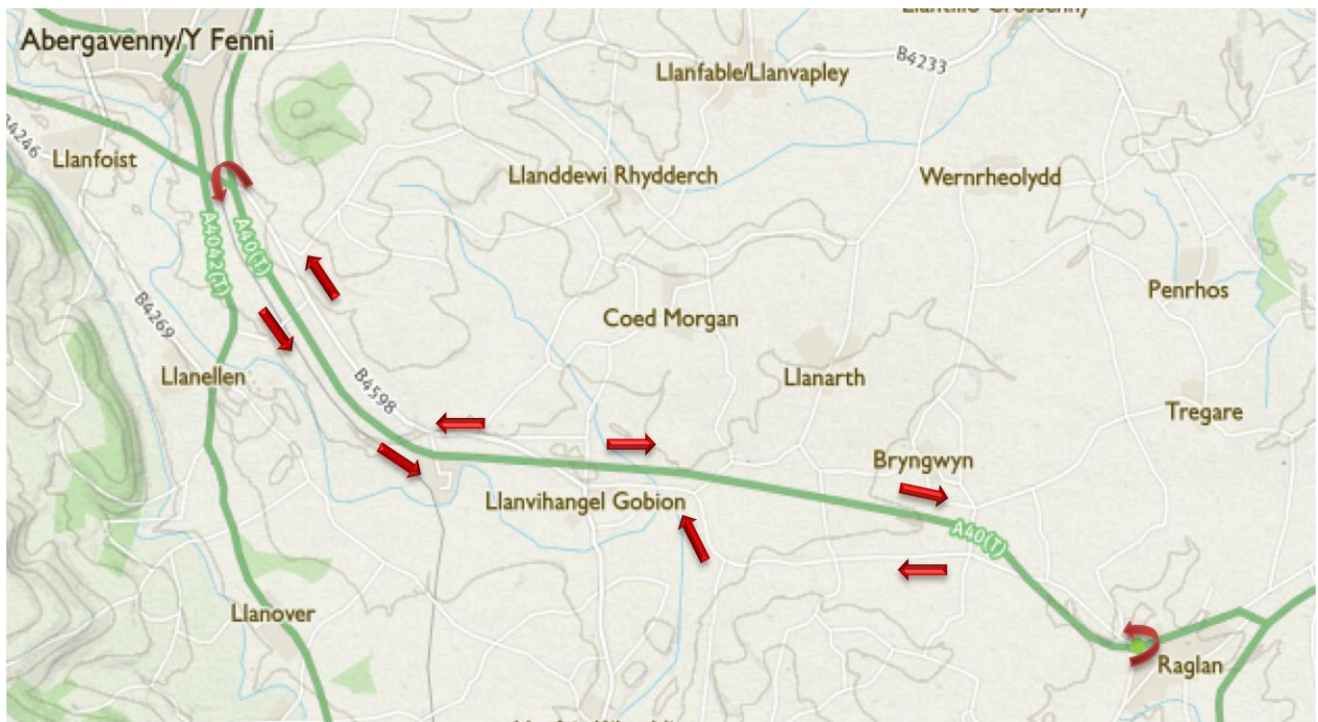 Abergavenny/Y Fenni
Llanfable/Llanvapley
B4233
B4246
Llanfoist
Llanddewi Rhydderch
Wernrheolydd
A4042(T)
A40(T)
Penrhos
B4269
Coed Morgan
Llanellen
B4598
Llanarth
Tregare
Bryngwyn
Llanvihangel Gobion
A40(T)
Llanover
Raglan